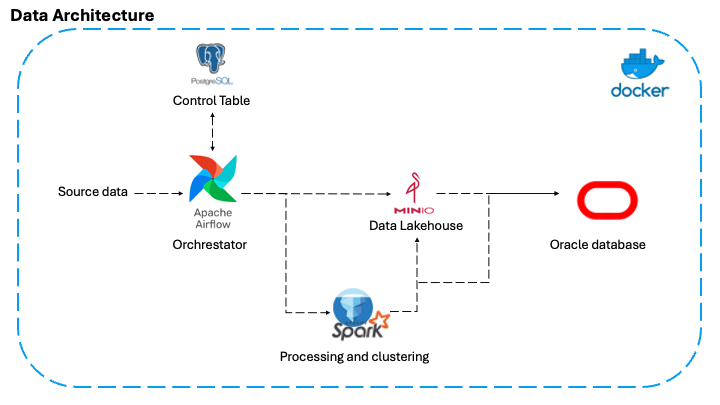 Data Architecture
PostgreSQL
docker
Control Table
Source data
Apache
Airflow
MINIO
Data Lakehouse
Orchrestator
Oracle database
Spark
Processing and clustering